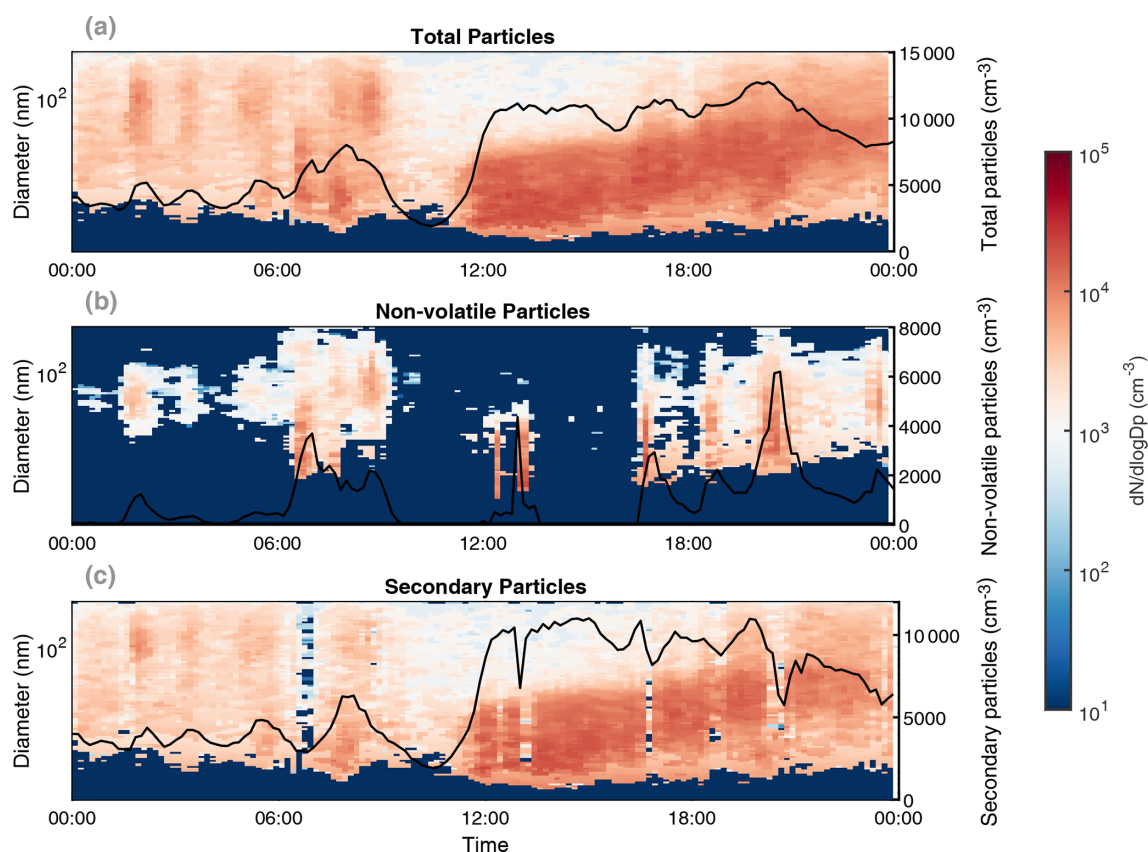 (a)
Total Particles
Diameter (nm)
10²
15 000
10 000
5000
0
Total particles (cm⁻³)
00:00 06:00 12:00 18:00 00:00
(b)
Non-volatile Particles
Diameter (nm)
10²
8000
6000
4000
2000
0
Non-volatile particles (cm⁻³)
00:00 06:00 12:00 18:00 00:00
(c)
Secondary Particles
Diameter (nm)
10²
10 000
5000
0
Secondary particles (cm⁻³)
00:00 06:00 12:00 18:00 00:00
Time
10⁵
10⁴
10³
10²
10¹
dN/dlogDp (cm⁻³)